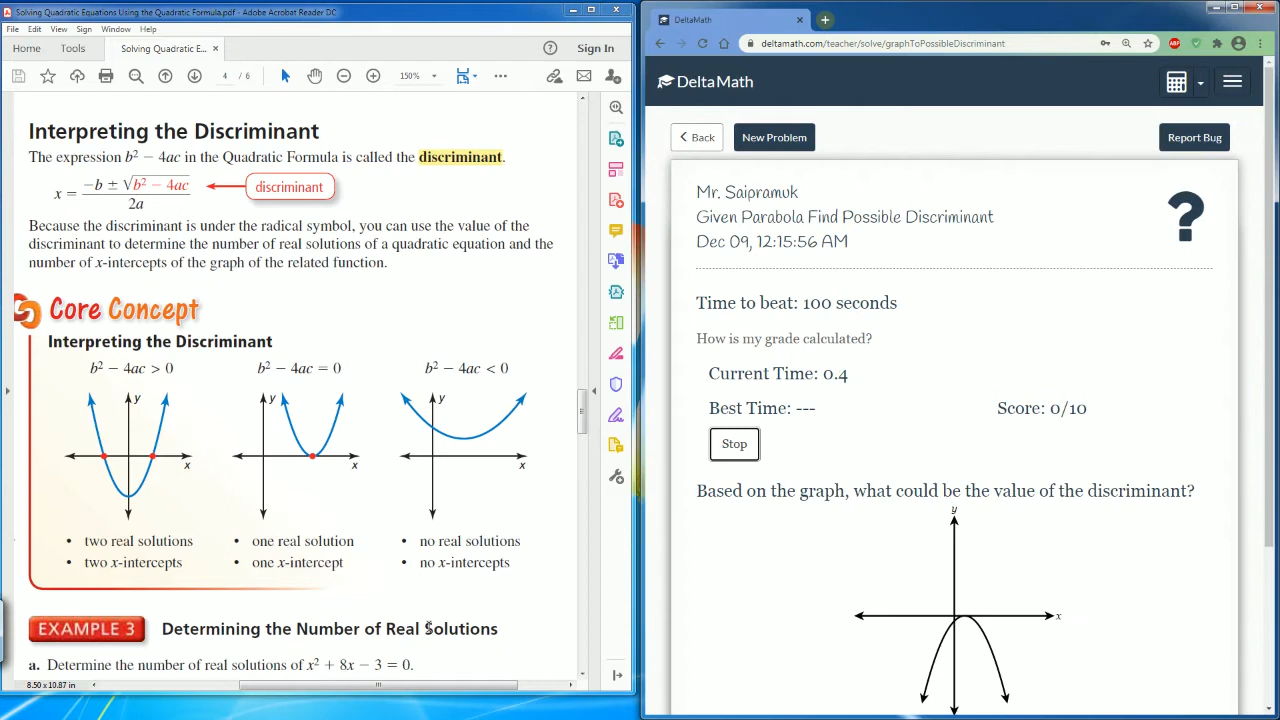 Solving Quadratic Equations Using the Quadratic Formula.pdf - Adobe Acrobat Reader DC
File Edit View Sign Window Help
Home Tools Solving Quadratic E... × Sign In
4 / 6 150%
Interpreting the Discriminant
The expression b² − 4ac in the Quadratic Formula is called the discriminant.
x = −b ± √b² − 4ac / 2a discriminant
Because the discriminant is under the radical symbol, you can use the value of the
discriminant to determine the number of real solutions of a quadratic equation and the
number of x-intercepts of the graph of the related function.
Core Concept
Interpreting the Discriminant
b² − 4ac > 0 b² − 4ac = 0 b² − 4ac < 0
y y y
x x x
• two real solutions • one real solution • no real solutions
• two x-intercepts • one x-intercept • no x-intercepts
EXAMPLE 3 Determining the Number of Real Solutions
a. Determine the number of real solutions of x² + 8x − 3 = 0.
8.50 x 10.87 in
DeltaMath
deltamath.com/teacher/solve/graphToPossibleDiscriminant
ABP
DeltaMath
Back New Problem Report Bug
Mr. Saipramuk
Given Parabola Find Possible Discriminant
Dec 09, 12:15:56 AM
?
Time to beat: 100 seconds
How is my grade calculated?
Current Time: 0.4
Best Time: --- Score: 0/10
Stop
Based on the graph, what could be the value of the discriminant?
y
x